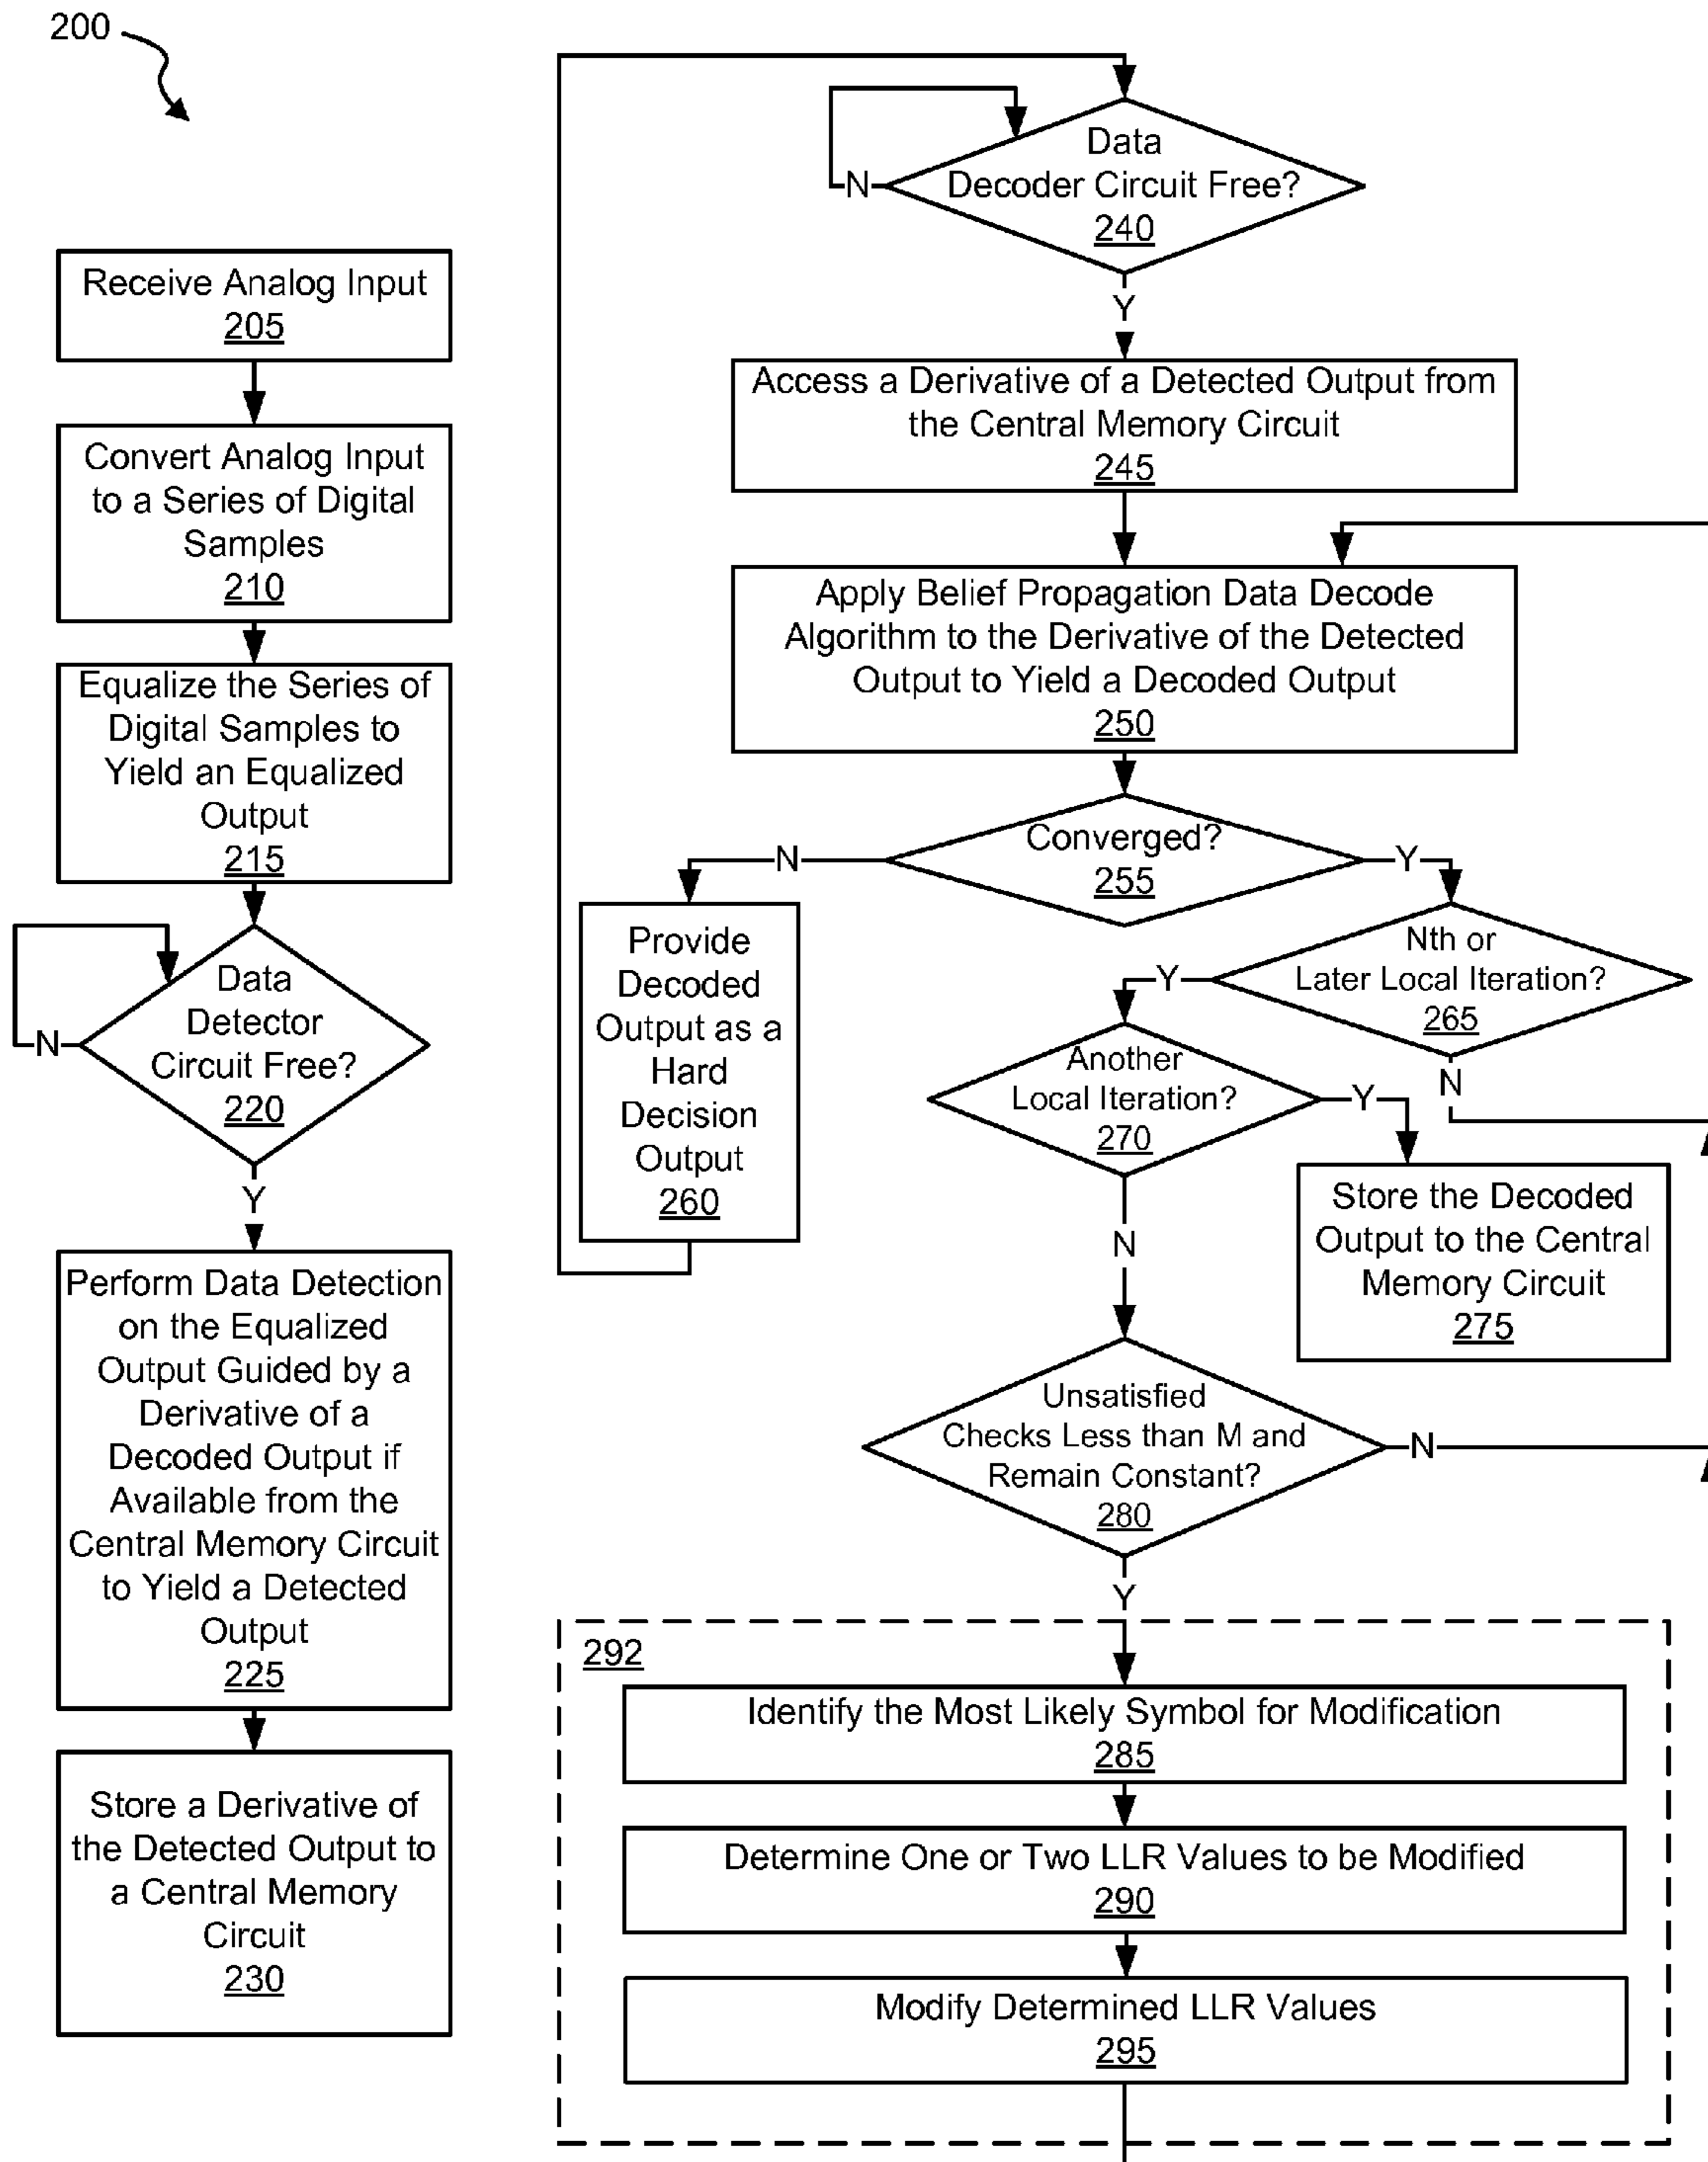 200
Receive Analog Input
205
Convert Analog Input
to a Series of Digital
Samples
210
Equalize the Series of
Digital Samples to
Yield an Equalized
Output
215
Data
Detector
Circuit Free?
220
N
Y
Perform Data Detection
on the Equalized
Output Guided by a
Derivative of a
Decoded Output if
Available from the
Central Memory Circuit
to Yield a Detected
Output
225
Store a Derivative of
the Detected Output to
a Central Memory
Circuit
230
Data
Decoder Circuit Free?
240
N
Y
Access a Derivative of a Detected Output from
the Central Memory Circuit
245
Apply Belief Propagation Data Decode
Algorithm to the Derivative of the Detected
Output to Yield a Decoded Output
250
Converged?
255
N
Y
Provide
Decoded
Output as a
Hard
Decision
Output
260
Nth or
Later Local Iteration?
265
Y
N
Another
Local Iteration?
270
Y
N
Store the Decoded
Output to the Central
Memory Circuit
275
Unsatisfied
Checks Less than M and
Remain Constant?
280
N
Y
292
Identify the Most Likely Symbol for Modification
285
Determine One or Two LLR Values to be Modified
290
Modify Determined LLR Values
295